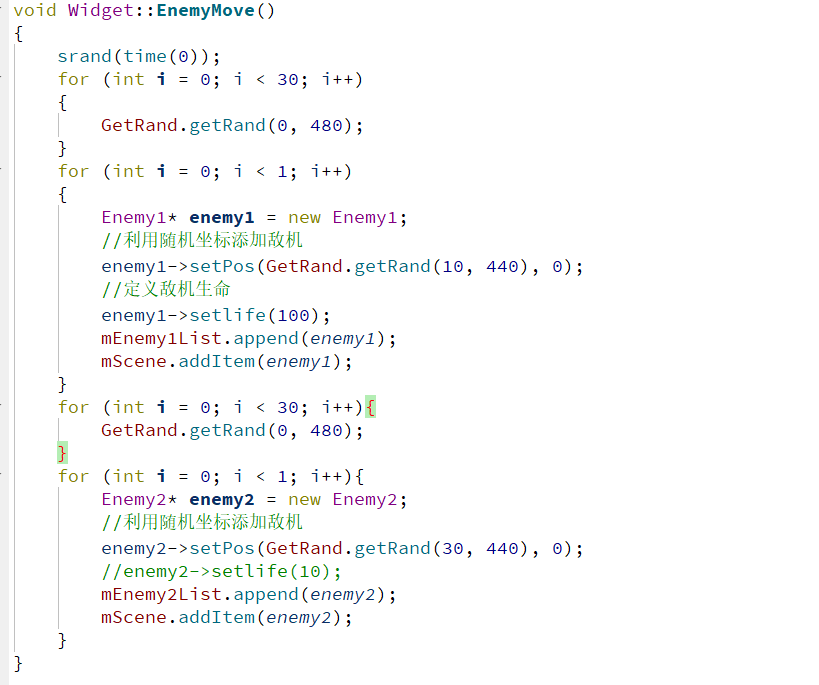 void Widget::EnemyMove()
{
    srand(time(0));
    for (int i = 0; i < 30; i++)
    {
        GetRand.getRand(0, 480);
    }
    for (int i = 0; i < 1; i++)
    {
        Enemy1* enemy1 = new Enemy1;
        //利用随机坐标添加敌机
        enemy1->setPos(GetRand.getRand(10, 440), 0);
        //定义敌机生命
        enemy1->setlife(100);
        mEnemy1List.append(enemy1);
        mScene.addItem(enemy1);
    }
    for (int i = 0; i < 30; i++){
        GetRand.getRand(0, 480);
    }
    for (int i = 0; i < 1; i++){
        Enemy2* enemy2 = new Enemy2;
        //利用随机坐标添加敌机
        enemy2->setPos(GetRand.getRand(30, 440), 0);
        //enemy2->setlife(10);
        mEnemy2List.append(enemy2);
        mScene.addItem(enemy2);
    }
}